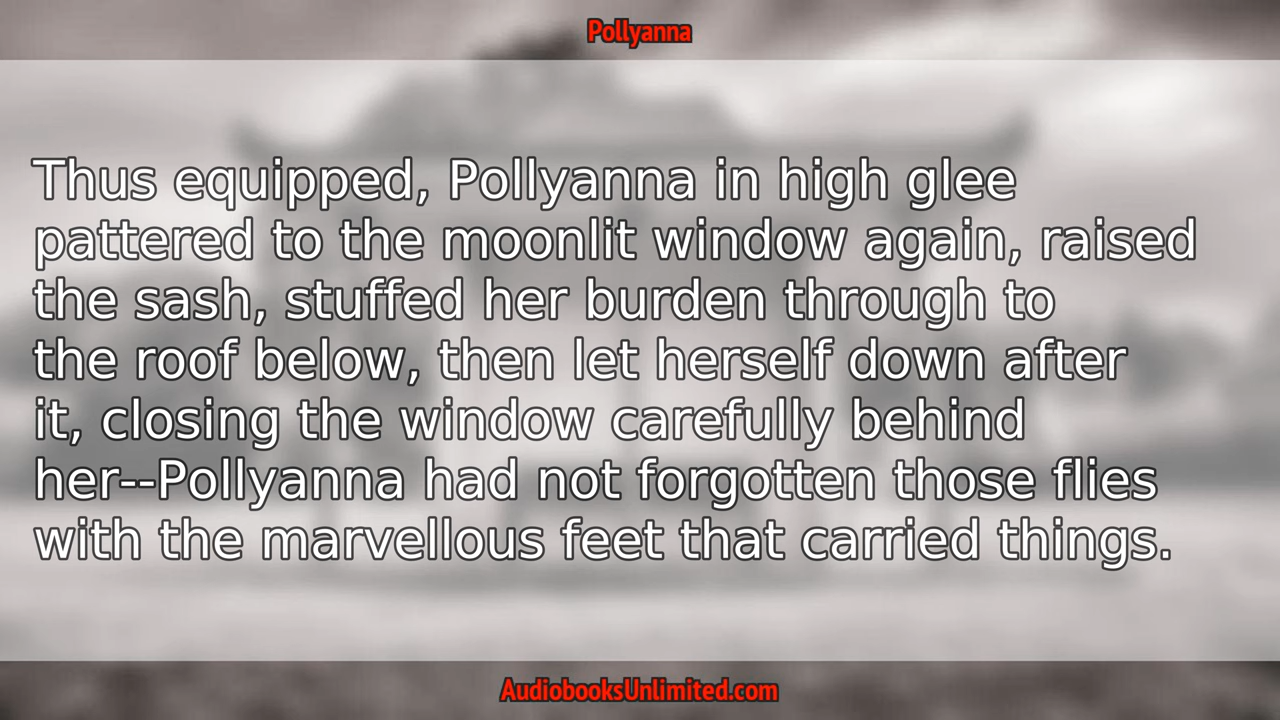 Pollyanna
Thus equipped, Pollyanna in high glee
pattered to the moonlit window again, raised
the sash, stuffed her burden through to
the roof below, then let herself down after
it, closing the window carefully behind
her--Pollyanna had not forgotten those flies
with the marvellous feet that carried things.
AudiobooksUnlimited.com